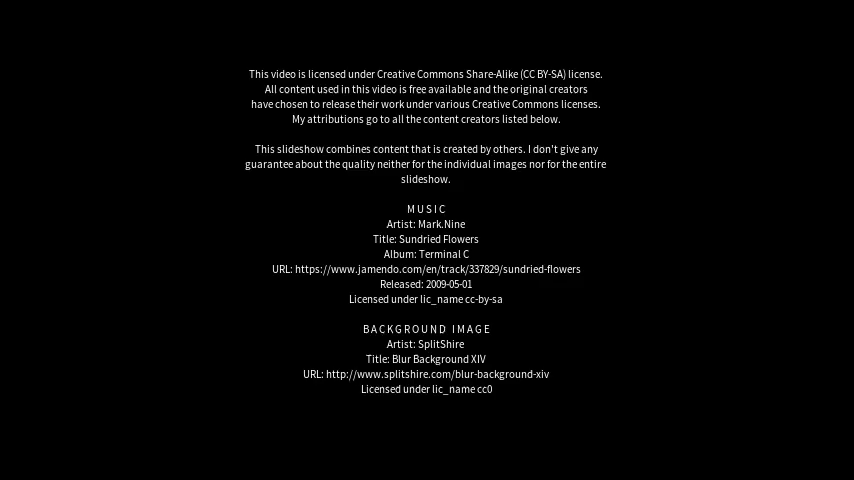 This video is licensed under Creative Commons Share-Alike (CC BY-SA) license.
All content used in this video is free available and the original creators
have chosen to release their work under various Creative Commons licenses.
My attributions go to all the content creators listed below.
This slideshow combines content that is created by others. I don't give any
guarantee about the quality neither for the individual images nor for the entire
slideshow.
MUSIC
Artist: Mark.Nine
Title: Sundried Flowers
Album: Terminal C
URL: https://www.jamendo.com/en/track/337829/sundried-flowers
Released: 2009-05-01
Licensed under lic_name cc-by-sa
BACKGROUND IMAGE
Artist: SplitShire
Title: Blur Background XIV
URL: http://www.splitshire.com/blur-background-xiv
Licensed under lic_name cc0